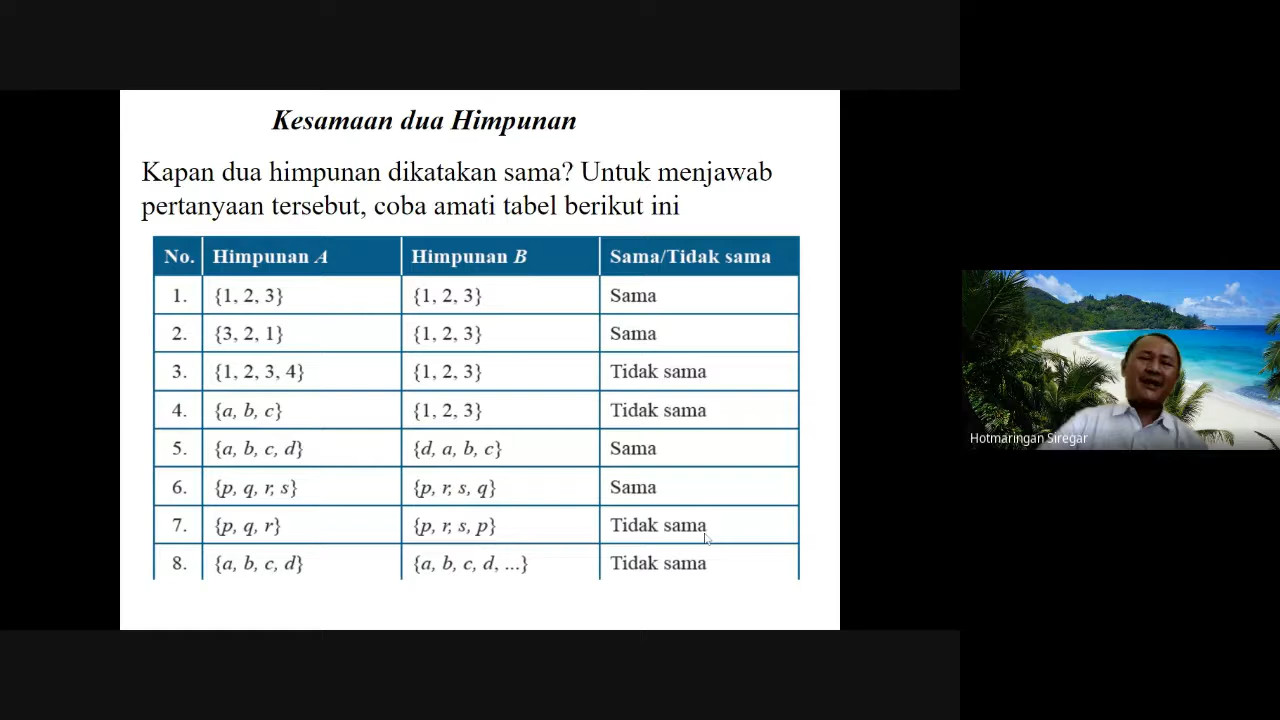 Kesamaan dua Himpunan
Kapan dua himpunan dikatakan sama? Untuk menjawab
pertanyaan tersebut, coba amati tabel berikut ini
No. Himpunan A Himpunan B Sama/Tidak sama
1. {1, 2, 3} {1, 2, 3} Sama
2. {3, 2, 1} {1, 2, 3} Sama
3. {1, 2, 3, 4} {1, 2, 3} Tidak sama
4. {a, b, c} {1, 2, 3} Tidak sama
5. {a, b, c, d} {d, a, b, c} Sama
6. {p, q, r, s} {p, r, s, q} Sama
7. {p, q, r} {p, r, s, p} Tidak sama
8. {a, b, c, d} {a, b, c, d, ...} Tidak sama
Hotmaringan Siregar